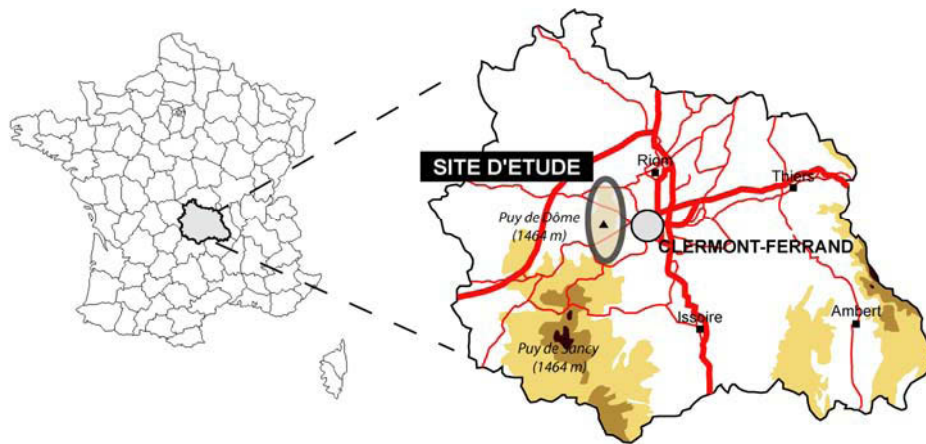 Riom
SITE D'ETUDE
Thiers
Puy de Dôme
(1464 m)
CLERMONT-FERRAND
Issoire
Ambert
Puy de Sancy
(1464 m)